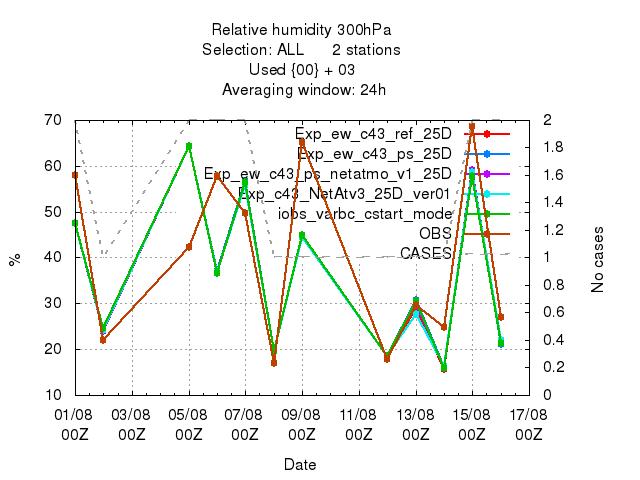 Relative humidity 300hPa
Selection: ALL 2 stations
Used {00} + 03
Averaging window: 24h
70
60
50
40
30
20
10
%
2
1.8
1.6
1.4
1.2
1
0.8
0.6
0.4
0.2
0
No cases
Exp_ew_c43_ref_25D
Exp_ew_c43_ps_25D
Exp_ew_c43_ps_netatmo_v1_25D
Exp_c43_NetAtv3_25D_ver01
iobs_varbc_cstart_mode
OBS
CASES
01/08 03/08 05/08 07/08 09/08 11/08 13/08 15/08 17/08
00Z 00Z 00Z 00Z 00Z 00Z 00Z 00Z 00Z
Date